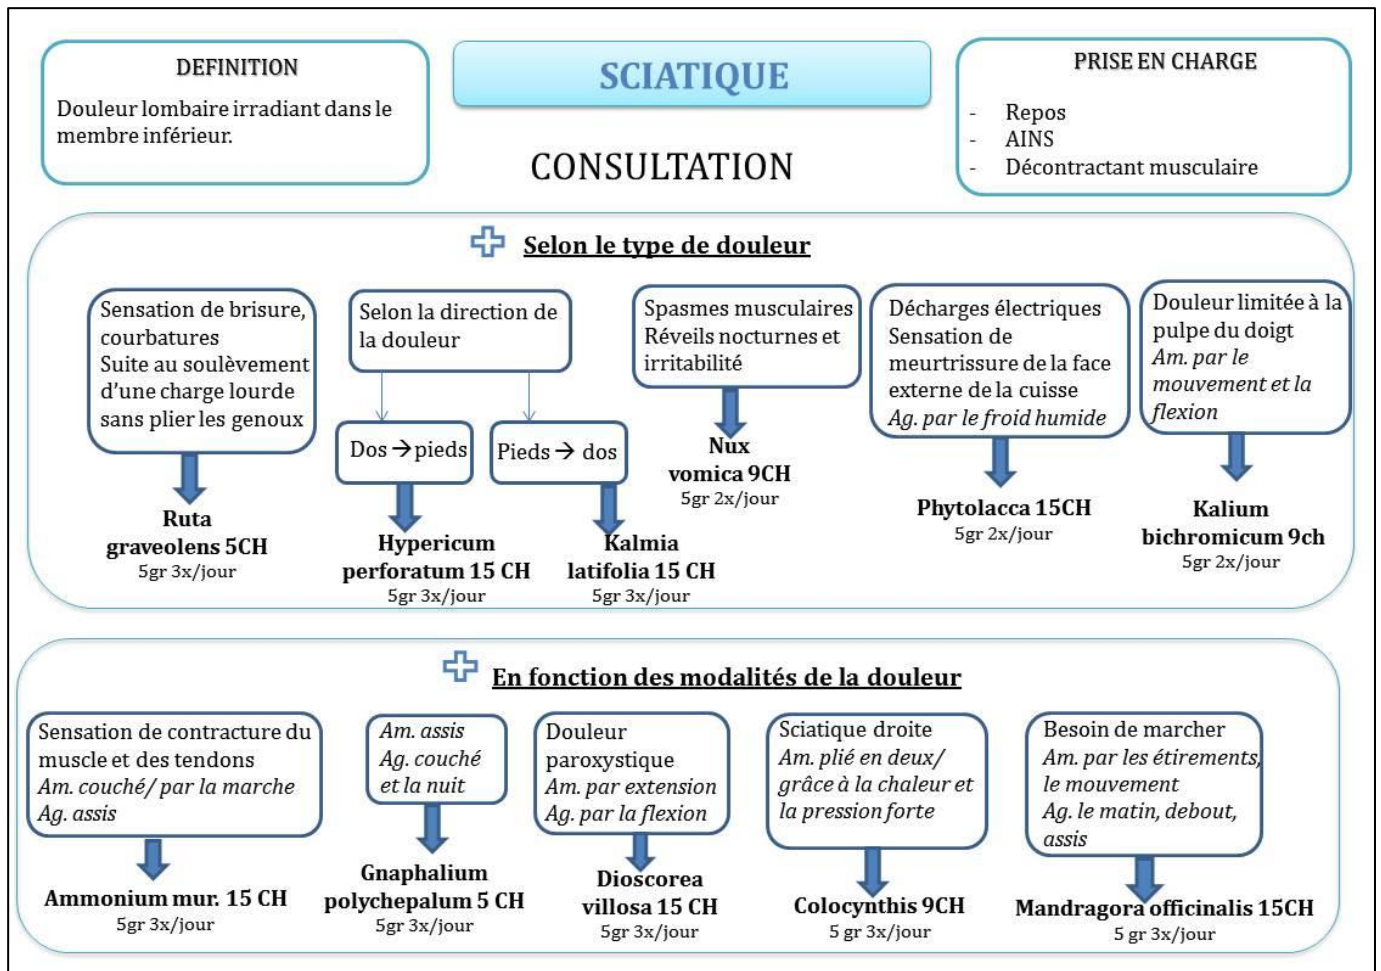 DEFINITION
Douleur lombaire irradiant dans le
membre inférieur.
SCIATIQUE
CONSULTATION
PRISE EN CHARGE
- Repos
- AINS
- Décontractant musculaire
Selon le type de douleur
Sensation de brisure,
courbatures
Suite au soulèvement
d'une charge lourde
sans plier les genoux
Ruta
graveolens 5CH
5gr 3x/jour
Selon la direction de
la douleur
Dos → pieds
Hypericum
perforatum 15 CH
5gr 3x/jour
Pieds → dos
Kalmia
latifolia 15 CH
5gr 3x/jour
Spasmes musculaires
Réveils nocturnes et
irritabilité
Nux
vomica 9CH
5gr 2x/jour
Décharges électriques
Sensation de
meurtrissure de la face
externe de la cuisse
Ag. par le froid humide
Phytolacca 15CH
5gr 2x/jour
Douleur limitée à la
pulpe du doigt
Am. par le
mouvement et la
flexion
Kalium
bichromicum 9ch
5gr 2x/jour
En fonction des modalités de la douleur
Sensation de contracture du
muscle et des tendons
Am. couché/ par la marche
Ag. assis
Ammonium mur. 15 CH
5gr 3x/jour
Am. assis
Ag. couché
et la nuit
Gnaphalium
polychepalum 5 CH
5gr 3x/jour
Douleur
paroxystique
Am. par extension
Ag. par la flexion
Dioscorea
villosa 15 CH
5gr 3x/jour
Sciatique droite
Am. plié en deux/
grâce à la chaleur et
la pression forte
Colocynthis 9CH
5 gr 3x/jour
Besoin de marcher
Am. par les étirements,
le mouvement
Ag. le matin, debout,
assis
Mandragora officinalis 15CH
5 gr 3x/jour